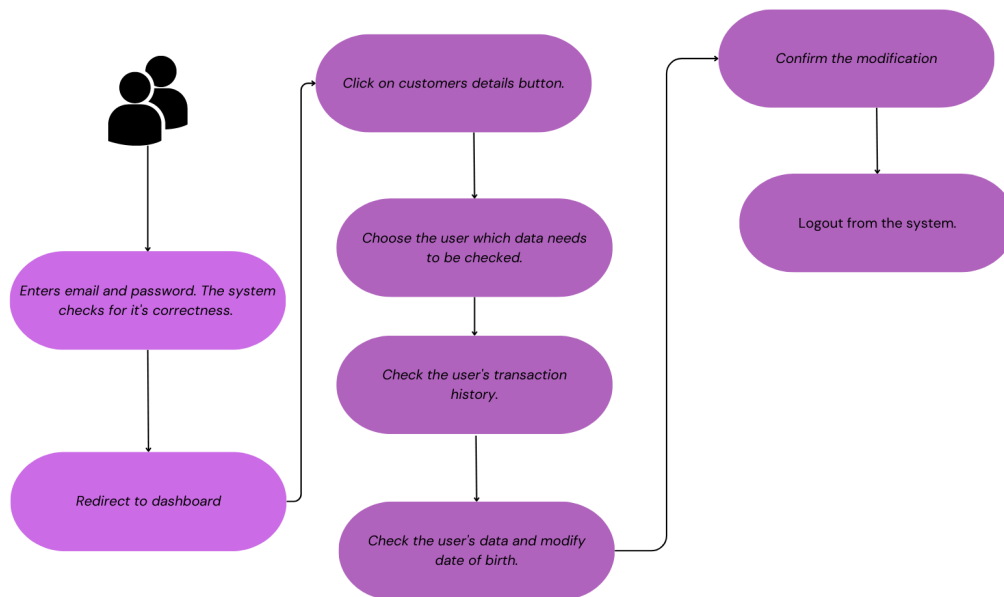 Enters email and password. The system
checks for it's correctness.
Redirect to dashboard
Click on customers details button.
Choose the user which data needs
to be checked.
Check the user's transaction
history.
Check the user's data and modify
date of birth.
Confirm the modification
Logout from the system.